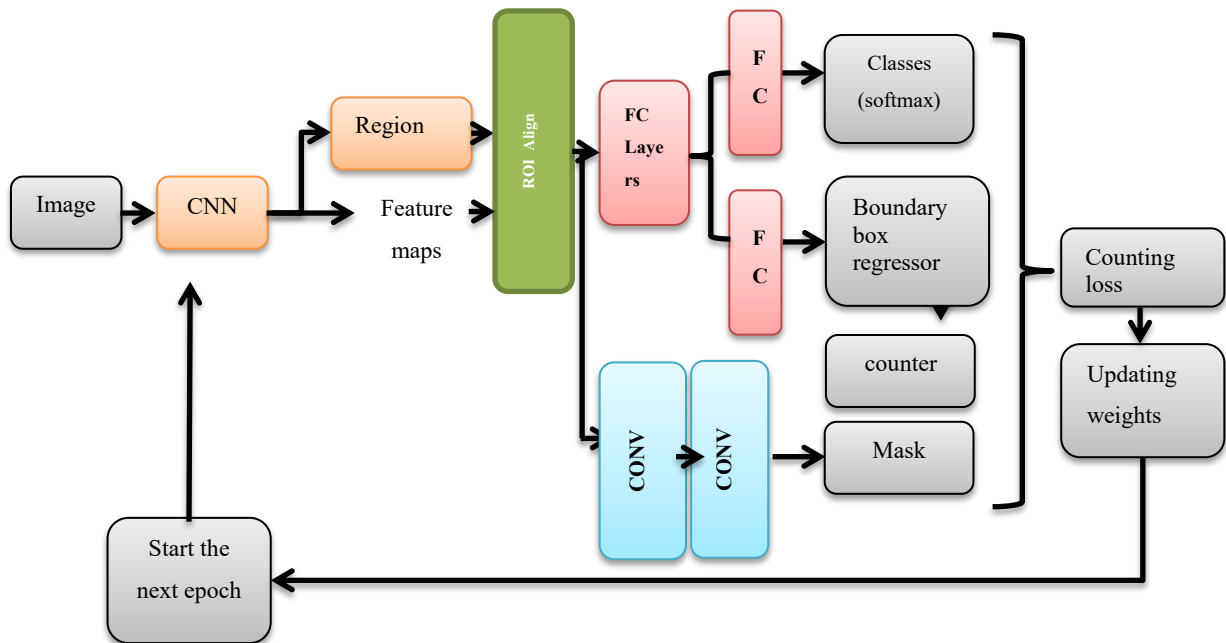 Image
CNN
Region
Feature
maps
ROI Align
FC
Laye
rs
F
C
F
C
Classes
(softmax)
Boundary
box
regressor
counter
CONV
CONV
Mask
Counting
loss
Updating
weights
Start the
next epoch